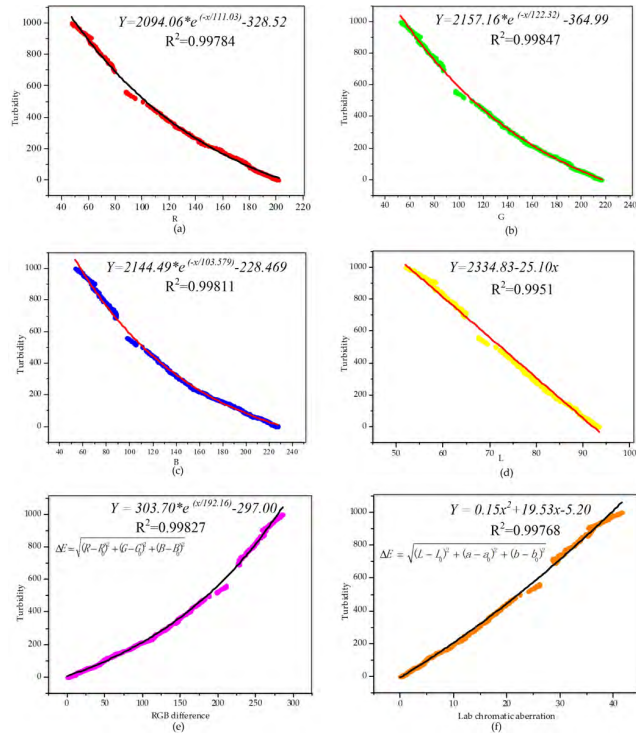 Y=2094.06*e^(-x/111.03)-328.52
R²=0.99784
Turbidity
1000
800
600
400
200
0
40 60 80 100 120 140 160 180 200 220
R
(a)
Y=2157.16*e^(-x/122.32)-364.99
R²=0.99847
Turbidity
1000
800
600
400
200
0
40 60 80 100 120 140 160 180 200 220 240
G
(b)
Y=2144.49*e^(-x/103.579)-228.469
R²=0.99811
Turbidity
1000
800
600
400
200
0
40 60 80 100 120 140 160 180 200 220 240
B
(c)
Y=2334.83-25.10x
R²=0.9951
Turbidity
1000
800
600
400
200
0
50 60 70 80 90 100
L
(d)
Y = 303.70*e^(x/192.16)-297.00
R²=0.99827
ΔE=√(R-R₀)²+(G-G₀)²+(B-B₀)²
Turbidity
1000
800
600
400
200
0
0 50 100 150 200 250 300
RGB difference
(e)
Y = 0.15x²+19.53x-5.20
R²=0.99768
ΔE = √(L-L₀)²+(a-a₀)²+(b-b₀)²
Turbidity
1000
800
600
400
200
0
0 10 20 30 40
Lab chromatic aberration
(f)